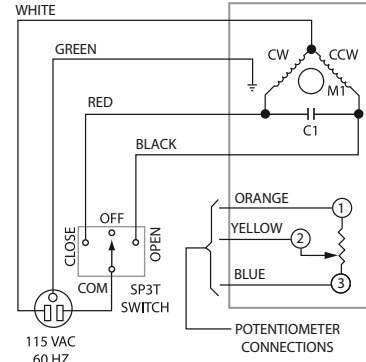 WHITE
GREEN
CW
CCW
M1
RED
C1
BLACK
ORANGE
1
OFF
YELLOW
2
CLOSE
OPEN
BLUE
3
COM
SP3T
SWITCH
115 VAC
60 HZ
POTENTIOMETER
CONNECTIONS